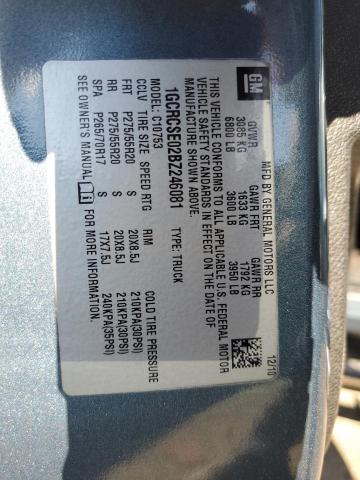 GM
MFD BY GENERAL MOTORS LLC
12/10
GVWR GAWR FRT GAWR RR
3085 KG 1633 KG 1792 KG
6800 LB 3600 LB 3950 LB
THIS VEHICLE CONFORMS TO ALL APPLICABLE U.S. FEDERAL MOTOR
VEHICLE SAFETY STANDARDS IN EFFECT ON THE DATE OF
MANUFACTURE SHOWN ABOVE.
1GCRCSE02BZ246081 TYPE: TRUCK
MODEL: C10753
CCLV TIRE SIZE SPEED RTG RIM COLD TIRE PRESSURE
FRT P275/55R20 S 20X8.5J 210KPA(30PSI)
RR P275/55R20 S 20X8.5J 210KPA(30PSI)
SPA P265/70R17 S 17X7.5J 240KPA(35PSI)
SEE OWNER'S MANUAL